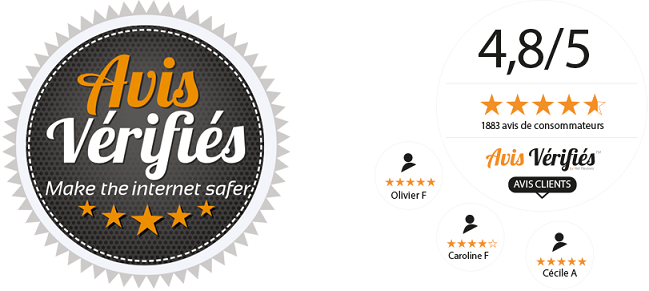 Avis
Vérifiés
Make the internet safer
4,8/5
1883 avis de consommateurs
Avis Vérifiés
AVIS CLIENTS
Olivier F
Caroline F
Cécile A